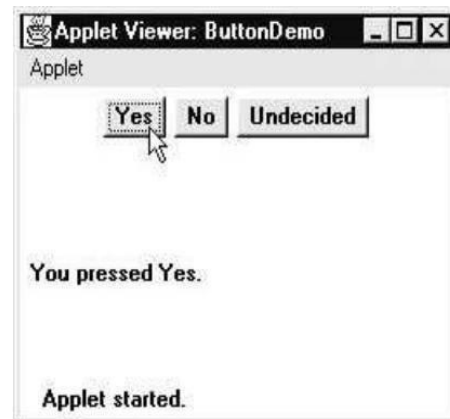 Applet Viewer: ButtonDemo
Applet
Yes No Undecided
You pressed Yes.
Applet started.